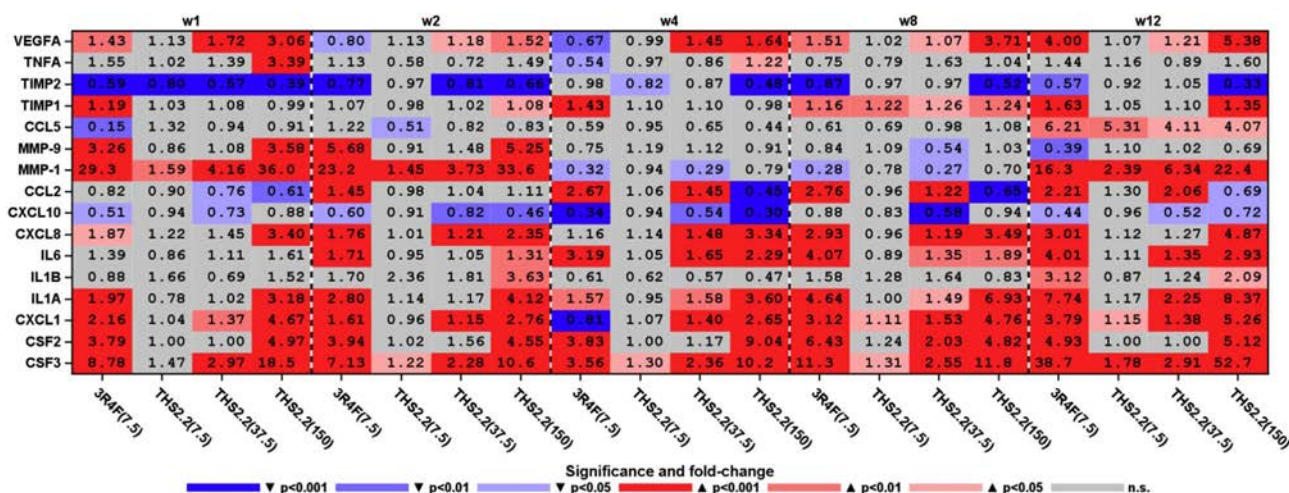 w1 w2 w4 w8 w12
VEGFA 1.43 1.13 1.72 3.06 0.80 1.13 1.18 1.52 0.67 0.99 1.45 1.64 1.51 1.02 1.07 3.71 4.00 1.07 1.21 5.38
TNFA 1.55 1.02 1.39 3.39 1.13 0.58 0.72 1.49 0.54 0.97 0.86 1.22 0.75 0.79 1.63 1.04 1.44 1.16 0.89 1.60
TIMP2 0.59 0.80 0.57 0.39 0.77 0.97 0.81 0.66 0.97 0.82 0.87 0.48 0.87 0.97 0.97 0.52 0.57 0.92 1.05 0.33
TIMP1 1.19 1.03 1.08 0.99 1.07 0.98 1.02 1.08 1.43 1.10 1.10 0.98 1.16 1.22 1.26 1.24 1.63 1.05 1.10 1.35
CCL5 0.15 1.32 0.94 0.91 1.22 0.51 0.82 0.83 0.59 0.95 0.65 0.44 0.61 0.69 0.98 1.08 6.21 5.31 4.11 4.07
MMP-9 3.26 0.86 1.08 3.58 5.68 0.91 1.48 5.25 0.75 1.19 1.12 0.91 0.84 1.09 0.54 1.03 0.39 1.10 1.02 0.69
MMP-1 29.3 1.59 4.16 36.0 23.2 1.45 3.73 33.6 0.32 0.94 0.29 0.79 0.28 0.78 0.27 0.70 16.3 2.39 6.34 22.4
CCL2 0.82 0.90 0.76 0.61 1.45 0.98 1.04 1.11 2.67 1.06 1.45 0.45 2.76 0.96 1.22 0.65 2.21 1.30 2.06 0.69
CXCL10 0.51 0.94 0.73 0.88 0.60 0.91 0.82 0.46 0.34 0.94 0.54 0.30 0.88 0.83 0.58 0.94 0.44 0.96 0.52 0.72
CXCL8 1.87 1.22 1.45 3.40 1.76 1.01 1.21 2.35 1.16 1.14 1.48 3.34 2.93 0.96 1.19 3.49 3.01 1.12 1.27 4.87
IL6 1.39 0.86 1.11 1.61 1.71 0.95 1.05 1.31 3.19 1.05 1.65 2.29 4.07 0.89 1.35 1.89 4.01 1.11 1.35 2.93
IL1B 0.88 1.66 0.69 1.52 1.70 2.36 1.81 3.63 0.61 0.62 0.57 0.47 1.58 1.28 1.64 0.83 3.12 0.87 1.24 2.09
IL1A 1.97 0.78 1.02 3.18 2.80 1.14 1.17 4.12 1.57 0.95 1.58 3.60 4.64 1.00 1.49 6.93 7.74 1.17 2.25 8.37
CXCL1 2.16 1.04 1.37 4.67 1.61 0.96 1.15 2.76 0.81 1.07 1.40 2.65 3.12 1.11 1.53 4.76 3.79 1.15 1.38 5.26
CSF2 3.79 1.00 1.00 4.97 3.94 1.02 1.56 4.55 3.83 1.00 1.17 9.04 6.43 1.24 2.03 4.82 4.93 1.00 1.00 5.12
CSF3 8.78 1.47 2.97 18.5 7.13 1.22 2.28 10.6 3.56 1.30 2.36 10.2 11.3 1.31 2.55 11.8 38.7 1.78 2.91 52.7
3R4F(7.5) THS2.2(7.5) THS2.2(37.5) THS2.2(150) 3R4F(7.5) THS2.2(7.5) THS2.2(37.5) THS2.2(150) 3R4F(7.5) THS2.2(7.5) THS2.2(37.5) THS2.2(150) 3R4F(7.5) THS2.2(7.5) THS2.2(37.5) THS2.2(150) 3R4F(7.5) THS2.2(7.5) THS2.2(37.5) THS2.2(150)
Significance and fold-change
▼ p<0.001 ▼ p<0.01 ▼ p<0.05 ▲ p<0.001 ▲ p<0.01 ▲ p<0.05 n.s.